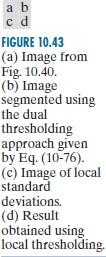 a b
c d
FIGURE 10.43
(a) Image from
Fig. 10.40.
(b) Image
segmented using
the dual
thresholding
approach given
by Eq. (10-76).
(c) Image of local
standard
deviations.
(d) Result
obtained using
local thresholding.